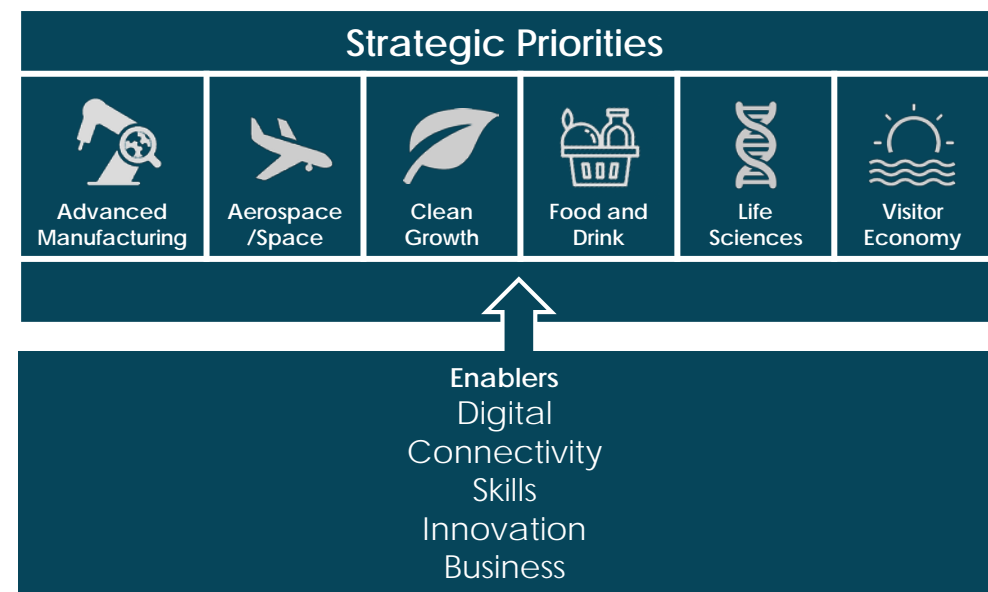 Strategic Priorities
Advanced
Manufacturing
Aerospace
/Space
Clean
Growth
Food and
Drink
Life
Sciences
Visitor
Economy
Enablers
Digital
Connectivity
Skills
Innovation
Business